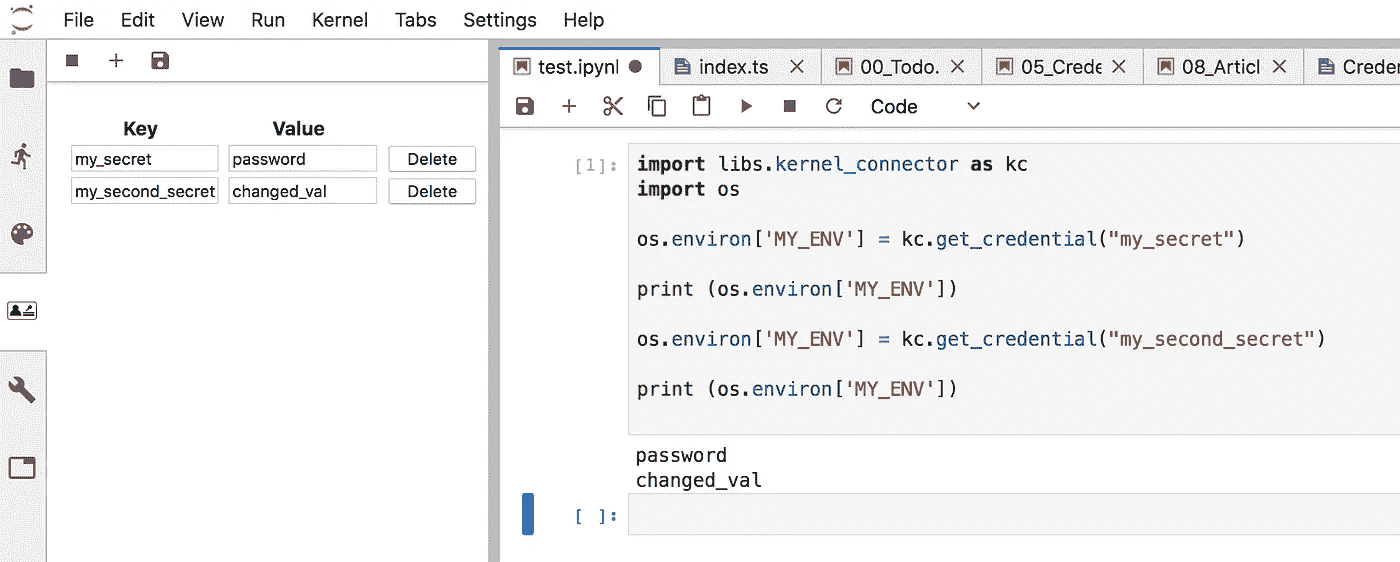 File Edit View Run Kernel Tabs Settings Help
Key Value
my_secret password Delete
my_second_secret changed_val Delete
test.ipynl index.ts 00_Todo. 05_Crede 08_Articl Creder
Code
[1]: import libs.kernel_connector as kc
import os
os.environ['MY_ENV'] = kc.get_credential("my_secret")
print (os.environ['MY_ENV'])
os.environ['MY_ENV'] = kc.get_credential("my_second_secret")
print (os.environ['MY_ENV'])
password
changed_val
[ ]: